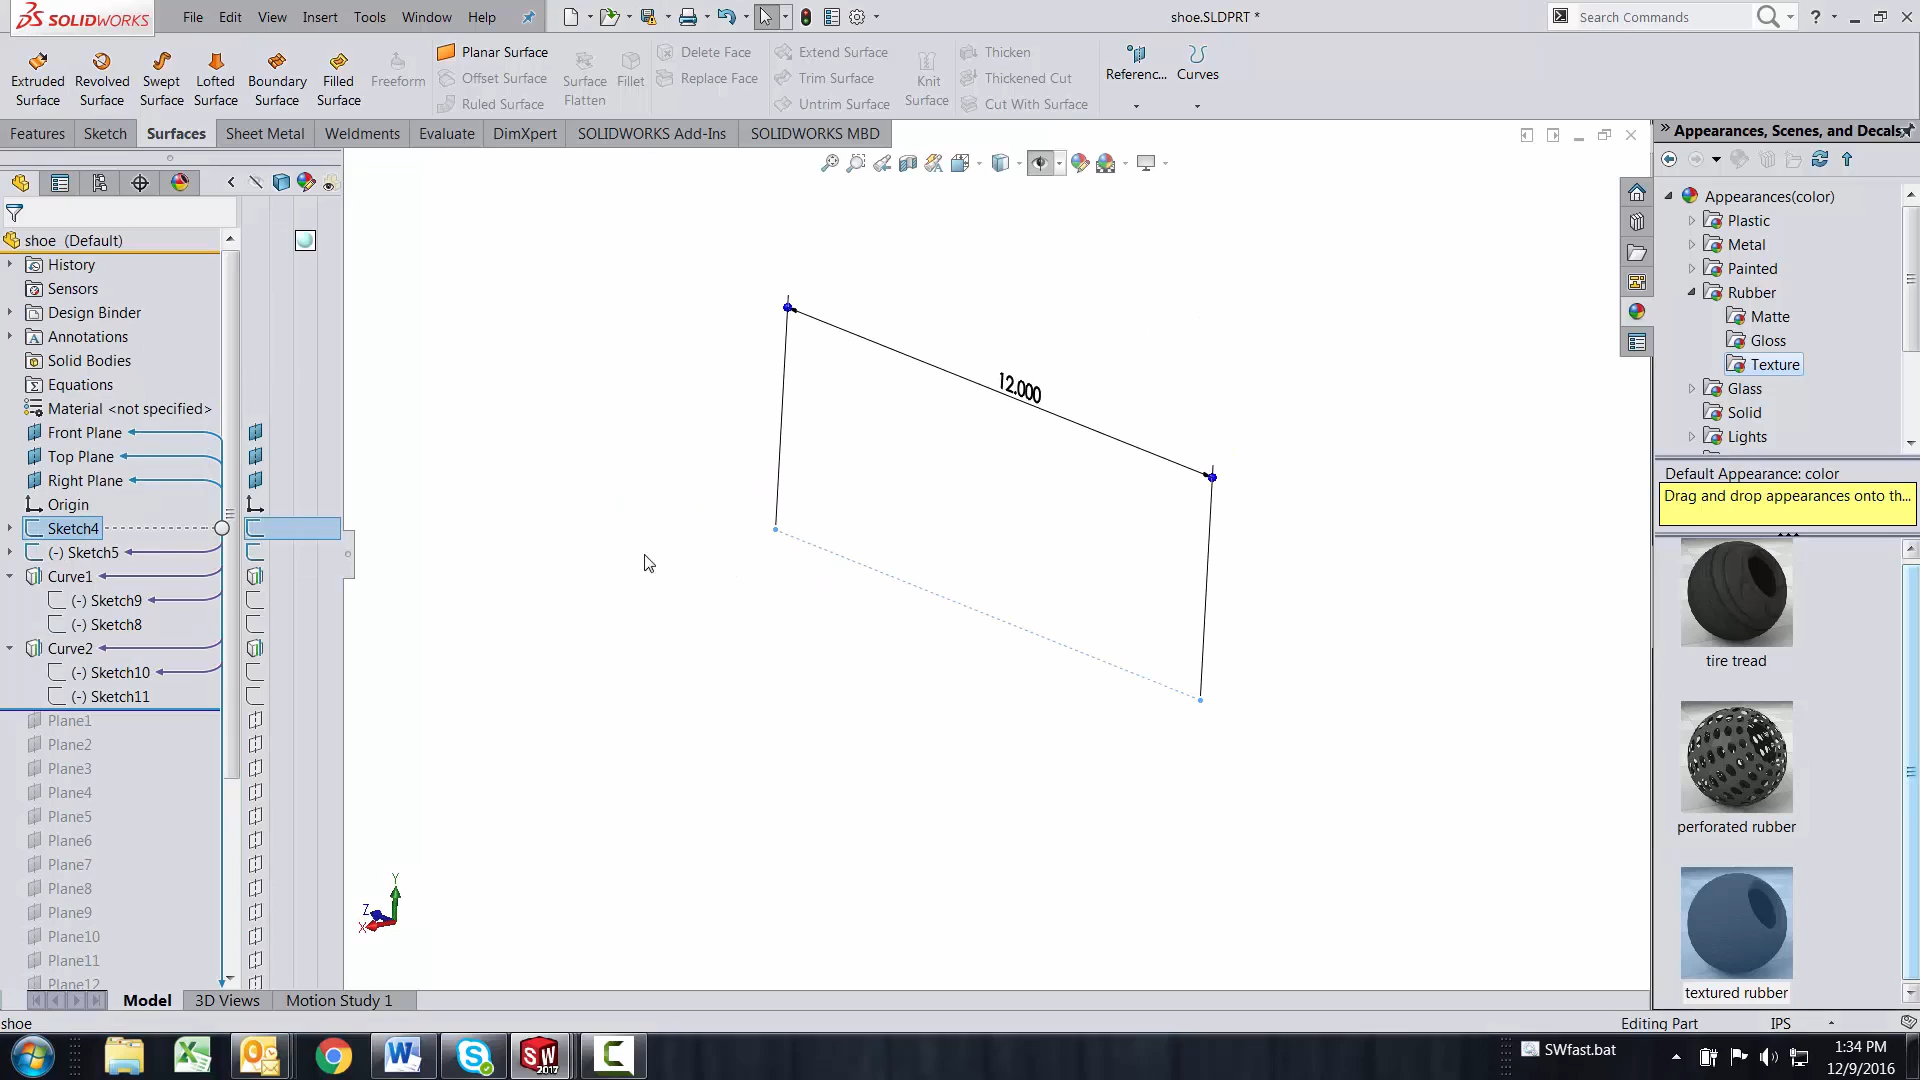 SOLIDWORKS File Edit View Insert Tools Window Help shoe.SLDPRT * Search Commands
Extruded Surface
Revolved Surface
Swept Surface
Lofted Surface
Boundary Surface
Filled Surface
Freeform
Planar Surface
Offset Surface
Ruled Surface
Surface Flatten
Fillet
Delete Face
Replace Face
Extend Surface
Trim Surface
Untrim Surface
Knit Surface
Thicken
Thickened Cut
Cut With Surface
Referenc...
Curves
Features Sketch Surfaces Sheet Metal Weldments Evaluate DimXpert SOLIDWORKS Add-Ins SOLIDWORKS MBD
shoe (Default)
History
Sensors
Design Binder
Annotations
Solid Bodies
Equations
Material <not specified>
Front Plane
Top Plane
Right Plane
Origin
Sketch4
(-) Sketch5
Curve1
(-) Sketch9
(-) Sketch8
Curve2
(-) Sketch10
(-) Sketch11
Plane1
Plane2
Plane3
Plane4
Plane5
Plane6
Plane7
Plane8
Plane9
Plane10
Plane11
Plane12
12.000
Y
Z
X
Appearances, Scenes, and Decals
Appearances(color)
Plastic
Metal
Painted
Rubber
Matte
Gloss
Texture
Glass
Solid
Lights
Default Appearance: color
Drag and drop appearances onto th...
tire tread
perforated rubber
textured rubber
Model 3D Views Motion Study 1
shoe Editing Part IPS
SW 2017
SWfast.bat
1:34 PM
12/9/2016